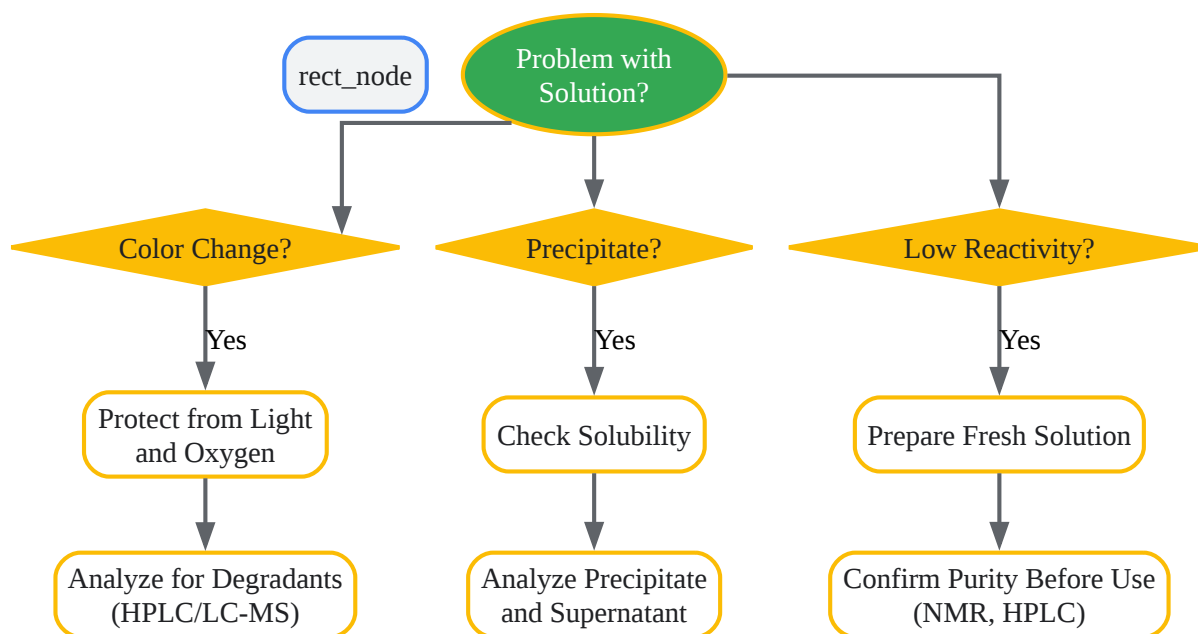 rect_node
Problem with
Solution?
Color Change?
Precipitate?
Low Reactivity?
Yes
Yes
Yes
Protect from Light
and Oxygen
Check Solubility
Prepare Fresh Solution
Analyze for Degradants
(HPLC/LC-MS)
Analyze Precipitate
and Supernatant
Confirm Purity Before Use
(NMR, HPLC)